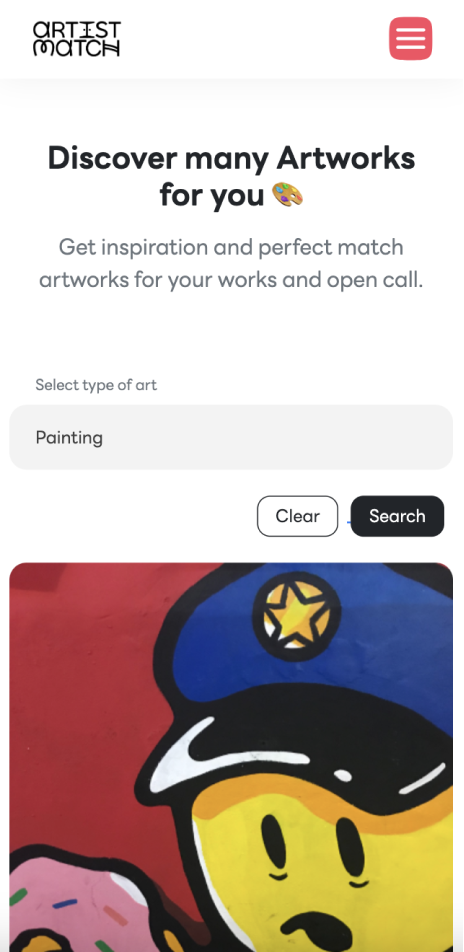 ARTIST
MATCH
Discover many Artworks
for you 🎨
Get inspiration and perfect match
artworks for your works and open call.
Select type of art
Painting
Clear
Search